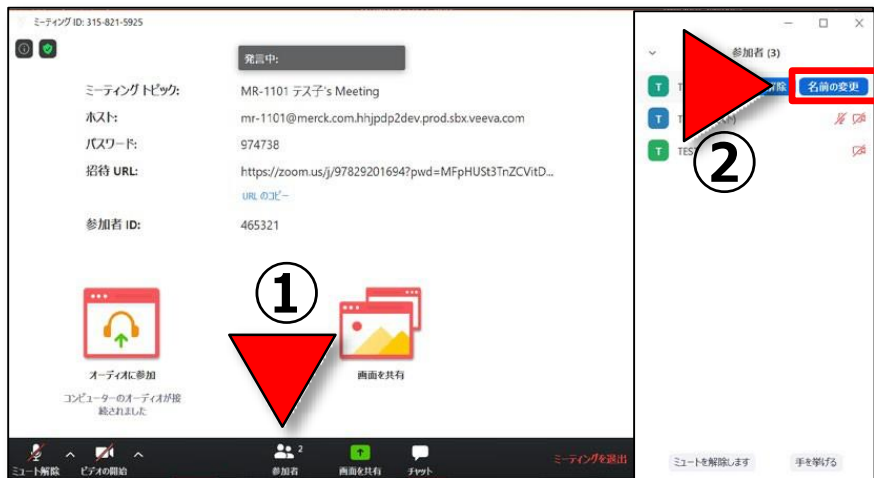 ミーティング ID: 315-821-5925
発言中:
ミーティング トピック: MR-1101 テス子's Meeting
ホスト: mr-1101@merck.com.hhjpdp2dev.prod.sbx.veeva.com
パスワード: 974738
招待 URL: https://zoom.us/j/97829201694?pwd=MFpHUSt3TnZCVitD...
URL のコピー
参加者 ID: 465321
①
オーディオに参加
コンピューターのオーディオが接
続されました
画面を共有
ミュート解除
ビデオの開始
参加者
2
画面を共有
チャット
ミーティングを退出
参加者 (3)
T
解除
名前の変更
T
T
TES
②
ミュートを解除します
手を挙げる